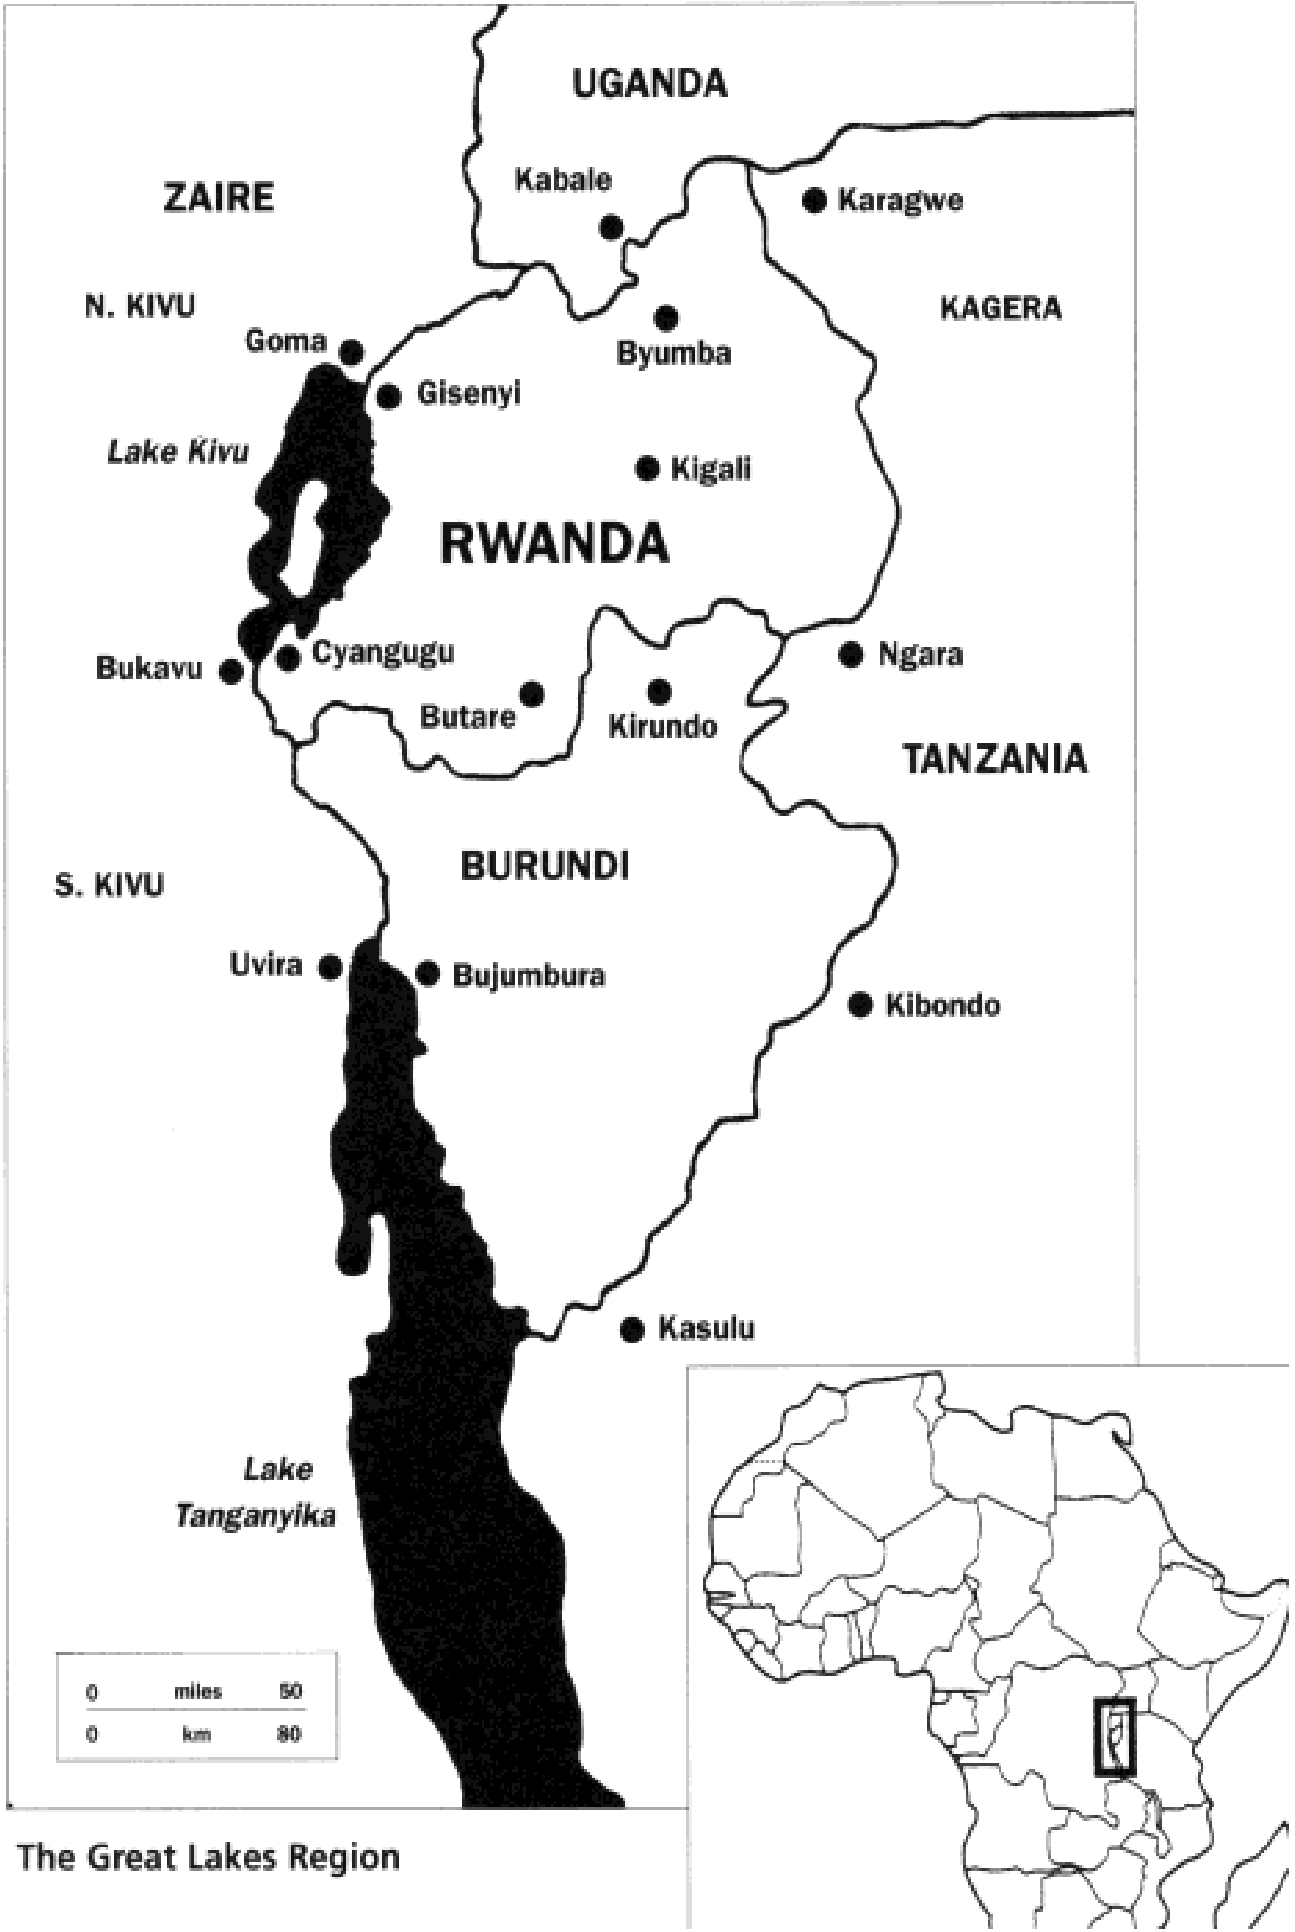 UGANDA
Kabale
ZAIRE
Karagwe
N. KIVU
KAGERA
Goma
Byumba
Gisenyi
Lake Kivu
Kigali
RWANDA
Cyangugu
Ngara
Bukavu
Butare
Kirundo
TANZANIA
BURUNDI
S. KIVU
Uvira
Bujumbura
Kibondo
Kasulu
Lake
Tanganyika
0 miles 50
0 km 80
The Great Lakes Region